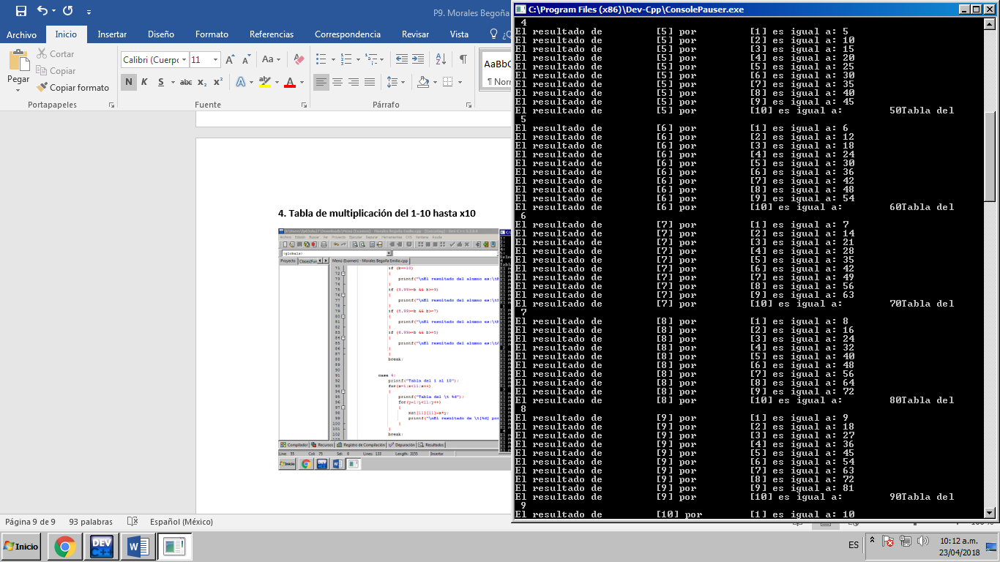 P9. Morales Begoña
Archivo Inicio Insertar Diseño Formato Referencias Correspondencia Revisar Vista ¿Q
Pegar
Cortar
Copiar
Copiar formato
Calibri (Cuerpo 11
N K S abc x₂ x²
AaBbC
¶ Norr
Portapapeles Fuente Párrafo
4. Tabla de multiplicación del 1-10 hasta x10
Archivo Editar Buscar Ver Proyecto Ejecutar Debug Herramientas CVS Ventana Ayuda
(globals)
Proyecto Clases Menú (Examen) - Morales Begoña Emilio.cpp
71 if (b==10)
72 {
73 printf("\nEl resultado del alumno es:\t
74 }
75 if (9.99>=b && b>=9)
76 {
77 printf("\nEl resultado del alumno es:\t
78 }
79 if (8.99>=b && b>=7)
80 {
81 printf("\nEl resultado del alumno es:\t
82 }
83 if (6.99>=b && b>=5)
84 {
85 printf("\nEl resultado del alumno es:\t
86 }
87 }
88 break;
89
90
91 case 4:
92 printf("Tabla del 1 al 10");
93 for(x=1;x<11;x++)
94 {
95 printf("Tabla del \t %d");
96 for(y=1;y<11;y++)
97 {
98 mot[11][11]=x*y;
99 printf("\nEl resultado de \t[%d] por
100 }
101 }
102 break;
Compilador Recursos Registro de Compilación Depuración Resultados
Line: 55 Col: 75 Sel: 0 Lines: 133 Length: 3355 Insertar
Inicio
Página 9 de 9 93 palabras Español (México)
C:\Program Files (x86)\Dev-Cpp\ConsolePauser.exe
4
El resultado de [5] por [1] es igual a: 5
El resultado de [5] por [2] es igual a: 10
El resultado de [5] por [3] es igual a: 15
El resultado de [5] por [4] es igual a: 20
El resultado de [5] por [5] es igual a: 25
El resultado de [5] por [6] es igual a: 30
El resultado de [5] por [7] es igual a: 35
El resultado de [5] por [8] es igual a: 40
El resultado de [5] por [9] es igual a: 45
El resultado de [5] por [10] es igual a: 50Tabla del
5
El resultado de [6] por [1] es igual a: 6
El resultado de [6] por [2] es igual a: 12
El resultado de [6] por [3] es igual a: 18
El resultado de [6] por [4] es igual a: 24
El resultado de [6] por [5] es igual a: 30
El resultado de [6] por [6] es igual a: 36
El resultado de [6] por [7] es igual a: 42
El resultado de [6] por [8] es igual a: 48
El resultado de [6] por [9] es igual a: 54
El resultado de [6] por [10] es igual a: 60Tabla del
6
El resultado de [7] por [1] es igual a: 7
El resultado de [7] por [2] es igual a: 14
El resultado de [7] por [3] es igual a: 21
El resultado de [7] por [4] es igual a: 28
El resultado de [7] por [5] es igual a: 35
El resultado de [7] por [6] es igual a: 42
El resultado de [7] por [7] es igual a: 49
El resultado de [7] por [8] es igual a: 56
El resultado de [7] por [9] es igual a: 63
El resultado de [7] por [10] es igual a: 70Tabla del
7
El resultado de [8] por [1] es igual a: 8
El resultado de [8] por [2] es igual a: 16
El resultado de [8] por [3] es igual a: 24
El resultado de [8] por [4] es igual a: 32
El resultado de [8] por [5] es igual a: 40
El resultado de [8] por [6] es igual a: 48
El resultado de [8] por [7] es igual a: 56
El resultado de [8] por [8] es igual a: 64
El resultado de [8] por [9] es igual a: 72
El resultado de [8] por [10] es igual a: 80Tabla del
8
El resultado de [9] por [1] es igual a: 9
El resultado de [9] por [2] es igual a: 18
El resultado de [9] por [3] es igual a: 27
El resultado de [9] por [4] es igual a: 36
El resultado de [9] por [5] es igual a: 45
El resultado de [9] por [6] es igual a: 54
El resultado de [9] por [7] es igual a: 63
El resultado de [9] por [8] es igual a: 72
El resultado de [9] por [9] es igual a: 81
El resultado de [9] por [10] es igual a: 90Tabla del
9
El resultado de [10] por [1] es igual a: 10
Inicio DEV C++ ES 10:12 a.m.
23/04/2018